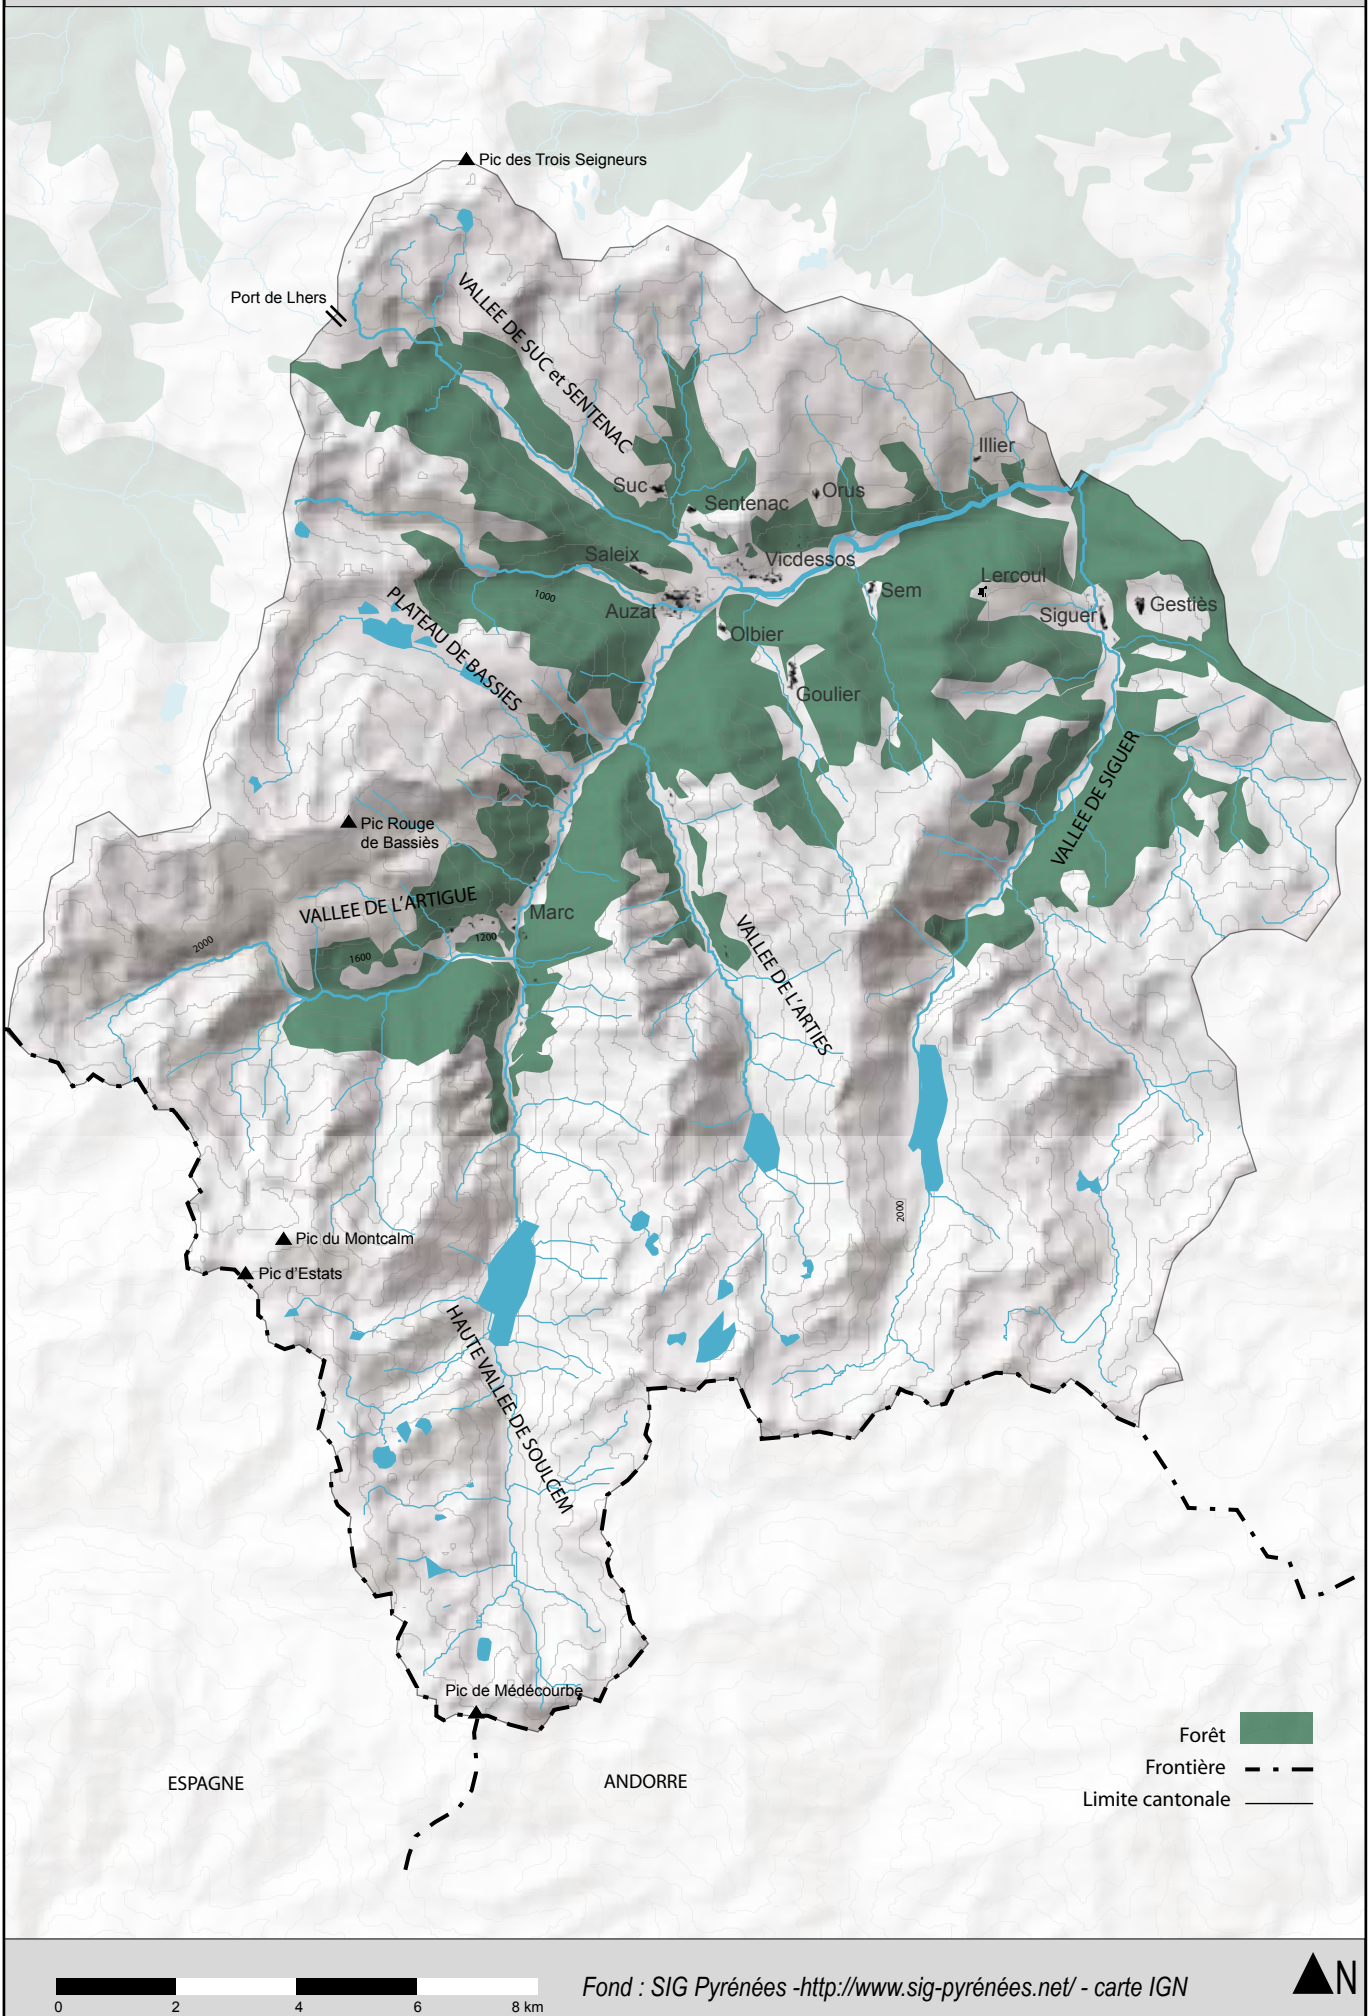 Pic des Trois Seigneurs
Port de Lhers
VALLEE DE SUC et SENTENAC
Illier
Suc
Sentenac
Orus
Saleix
Vicdessos
1000
Sem
Lercoul
Auzat
Olbier
Siguer
Gestiès
PLATEAU DE BASSIES
Goulier
VALLEE DE SIGUER
Pic Rouge
de Bassiès
VALLEE DE L'ARTIGUE
Marc
2000
1600
1200
VALLEE DE L'ARTIES
2000
Pic du Montcalm
Pic d'Estats
HAUTE VALLEE DE SOULCEM
Pic de Médécourbe
ESPAGNE
ANDORRE
Forêt
Frontière
Limite cantonale
0 2 4 6 8 km
Fond : SIG Pyrénées -http://www.sig-pyrénées.net/ - carte IGN
N